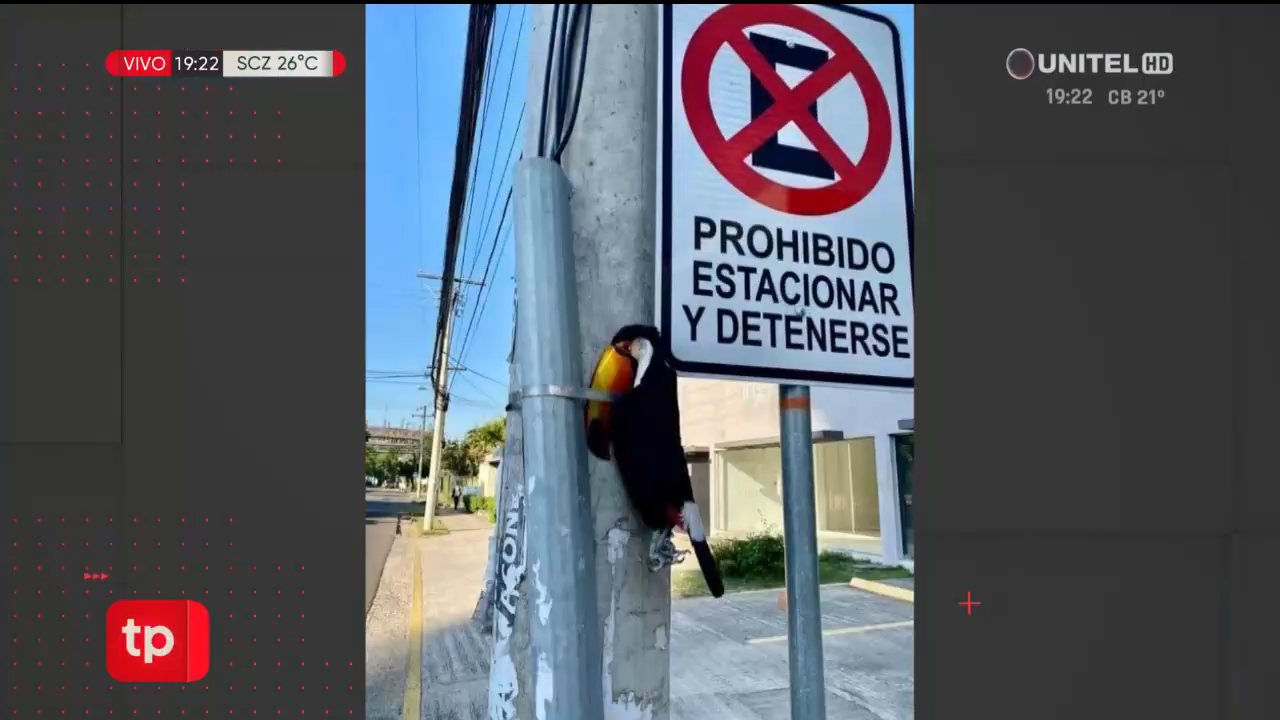 VIVO 19:22 SCZ 26°C
UNITEL HD
19:22 CB 21°
PROHIBIDO
ESTACIONAR
Y DETENERSE
tp